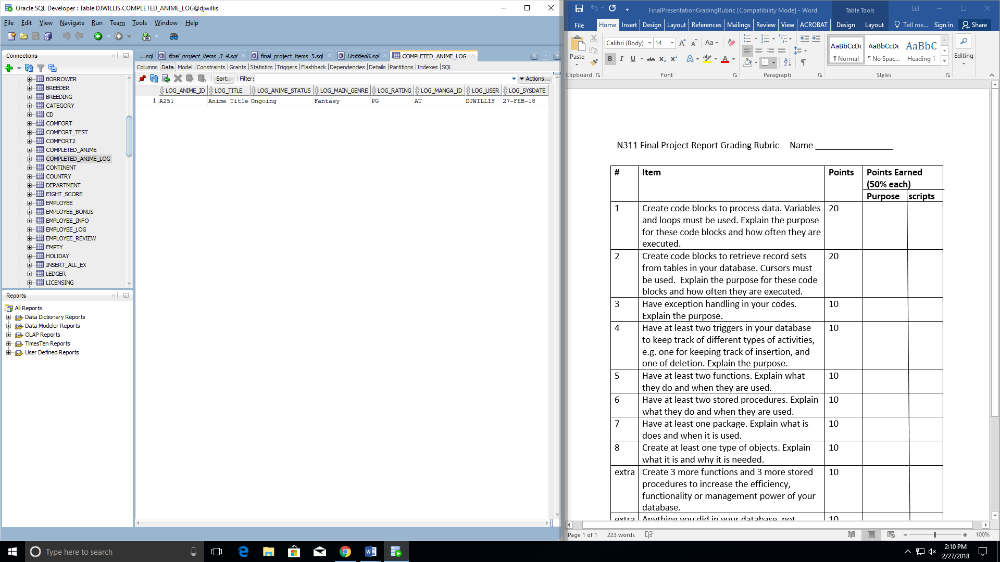 Oracle SQL Developer : Table DJWILLIS.COMPLETED_ANIME_LOG@djwillis
File Edit View Navigate Run Team Tools Window Help
Connections
BORROWER
BREEDER
BREEDING
CATEGORY
CD
COMFORT
COMFORT_TEST
COMFORT2
COMPLETED_ANIME
COMPLETED_ANIME_LOG
CONTINENT
COUNTRY
DEPARTMENT
EIGHT_SCORE
EMPLOYEE
EMPLOYEE_BONUS
EMPLOYEE_INFO
EMPLOYEE_LOG
EMPLOYEE_REVIEW
EMPTY
HOLIDAY
INSERT_ALL_EX
LEDGER
LICENSING
Reports
All Reports
Data Dictionary Reports
Data Modeler Reports
OLAP Reports
TimesTen Reports
User Defined Reports
...sql final_project_items_3_4.sql final_project_items_5.sql Untitled6.sql COMPLETED_ANIME_LOG
Columns Data Model Constraints Grants Statistics Triggers Flashback Dependencies Details Partitions Indexes SQL
Sort.. Filter: Actions...
LOG_ANIME_ID LOG_TITLE LOG_ANIME_STATUS LOG_MAIN_GENRE LOG_RATING LOG_MANGA_ID LOG_USER LOG_SYSDATE
1 A251 Anime Title Ongoing Fantasy PG AT DJWILLIS 27-FEB-18
FinalPresentationGradingRubric [Compatibility Mode] - Word Table Tools
File Home Insert Design Layout References Mailings Review View ACROBAT Design Layout Tell me... Sign in Share
Paste
Calibri (Body) 14 Aa
B I U abc x₂ x² A A
AaBbCcDc AaBbCcDc AaBbC
¶ Normal ¶ No Spac... Heading 1
Editing
Clipboard Font Paragraph Styles
N311 Final Project Report Grading Rubric Name _________________
# Item Points Points Earned
(50% each)
Purpose scripts
1 Create code blocks to process data. Variables 20
and loops must be used. Explain the purpose
for these code blocks and how often they are
executed.
2 Create code blocks to retrieve record sets 20
from tables in your database. Cursors must
be used.  Explain the purpose for these code
blocks and how often they are executed.
3 Have exception handling in your codes. 10
Explain the purpose.
4 Have at least two triggers in your database 10
to keep track of different types of activities,
e.g. one for keeping track of insertion, and
one of deletion. Explain the purpose.
5 Have at least two functions. Explain what 10
they do and when they are used.
6 Have at least two stored procedures. Explain 10
what they do and when they are used.
7 Have at least one package. Explain what is 10
does and when it is used.
8 Create at least one type of objects. Explain 10
what it is and why it is needed.
extra Create 3 more functions and 3 more stored 10
procedures to increase the efficiency,
functionality or management power of your
database.
extra Anything you did in your database, not 10
Page 1 of 1 223 words 100%
Type here to search
2:10 PM
2/27/2018